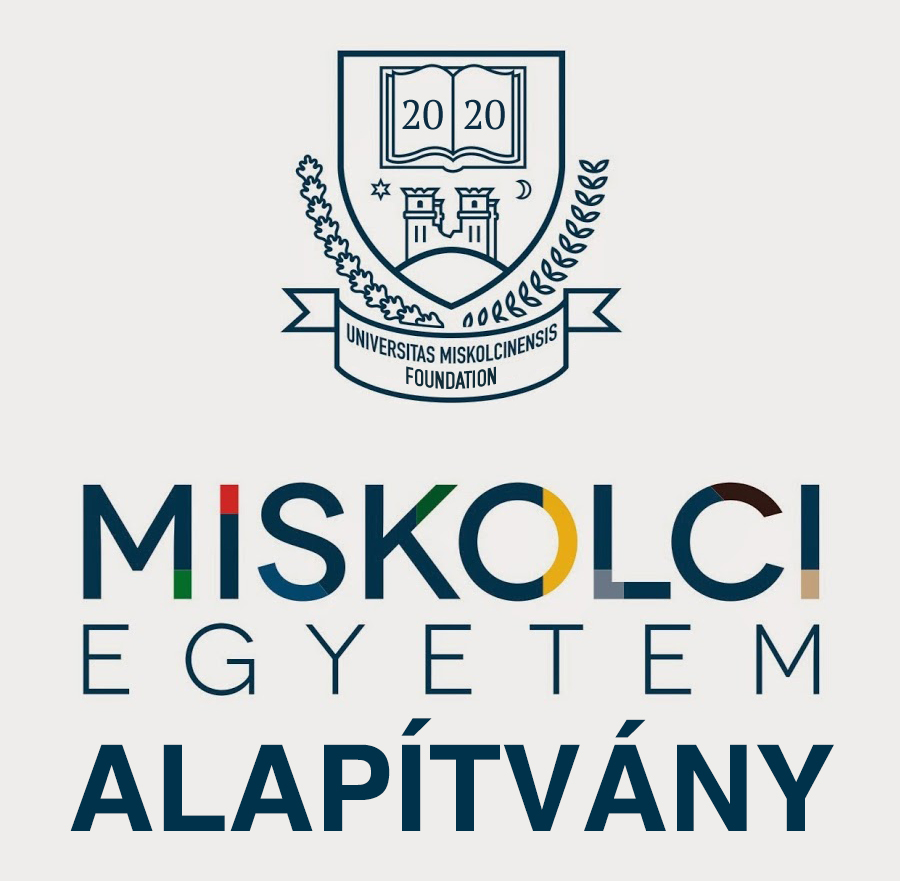 20 20
UNIVERSITAS MISKOLCINENSIS
FOUNDATION
MISKOLCI
EGYETEM
ALAPÍTVÁNY